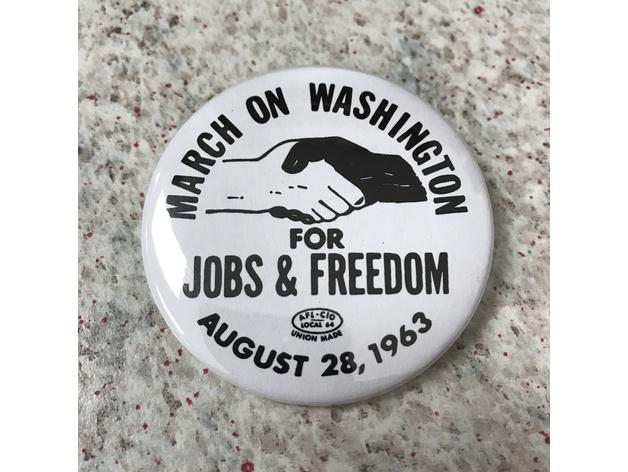 MARCH ON WASHINGTON
FOR
JOBS & FREEDOM
AFL-CIO
LOCAL 64
UNION MADE
AUGUST 28, 1963